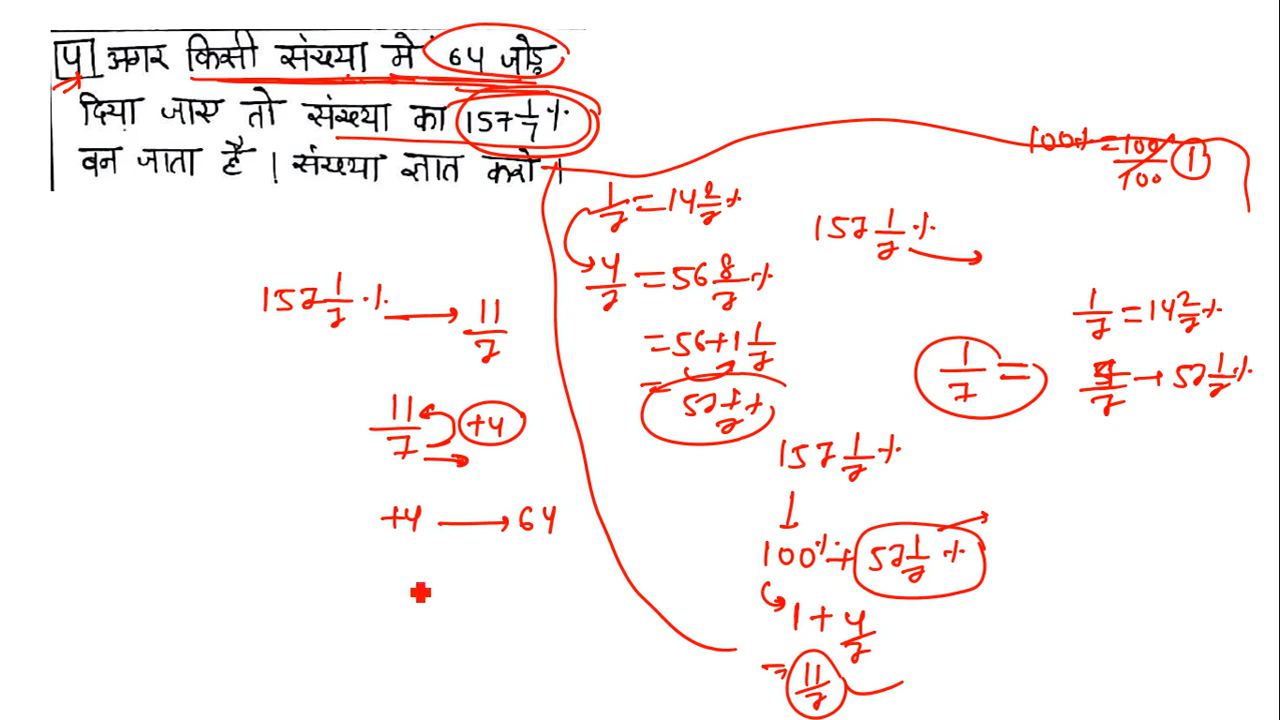 प] अगर किसी संख्या में 64 जोड़
दिया जाए तो संख्या का 157 1/7 %
बन जाता है । संख्या ज्ञात करो ।
100% = 100/100 1
1/7 = 14 2/7 %
157 1/7 %
4/7 = 56 8/7 %
157 1/7 % → 11/7
1/7 = 14 2/7 %
= 56 + 1 1/7
1/7 =
4/7 → 57 1/7 %
= 57 1/7 %
11/7 +4
157 1/7 %
+4 → 64
100% + 57 1/7 %
1 + 4/7
= 11/7